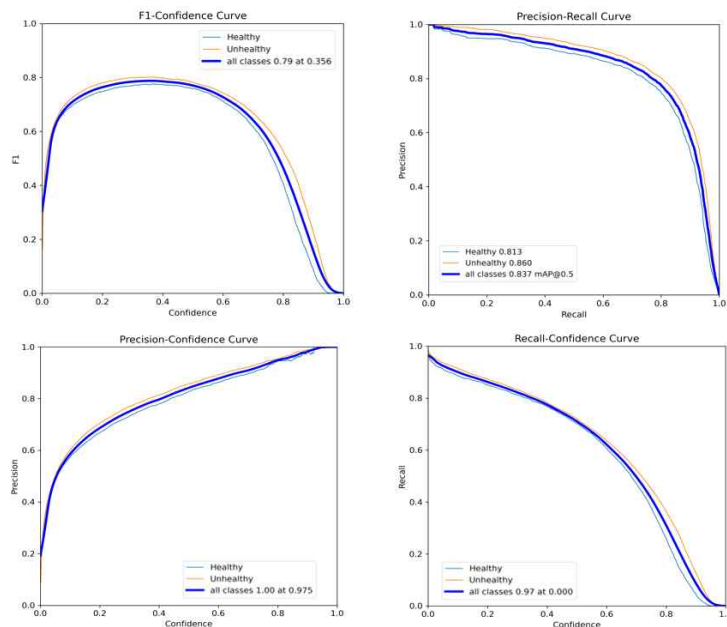 F1-Confidence Curve
Healthy
Unhealthy
all classes 0.79 at 0.356
F1
1.0
0.8
0.6
0.4
0.2
0.0
0.0 0.2 0.4 0.6 0.8 1.0
Confidence
Precision-Recall Curve
Precision
1.0
0.8
0.6
0.4
0.2
0.0
Healthy 0.813
Unhealthy 0.860
all classes 0.837 mAP@0.5
0.0 0.2 0.4 0.6 0.8 1.0
Recall
Precision-Confidence Curve
Precision
1.0
0.8
0.6
0.4
0.2
0.0
Healthy
Unhealthy
all classes 1.00 at 0.975
0.0 0.2 0.4 0.6 0.8 1.0
Confidence
Recall-Confidence Curve
Recall
1.0
0.8
0.6
0.4
0.2
0.0
Healthy
Unhealthy
all classes 0.97 at 0.000
0.0 0.2 0.4 0.6 0.8 1.0
Confidence